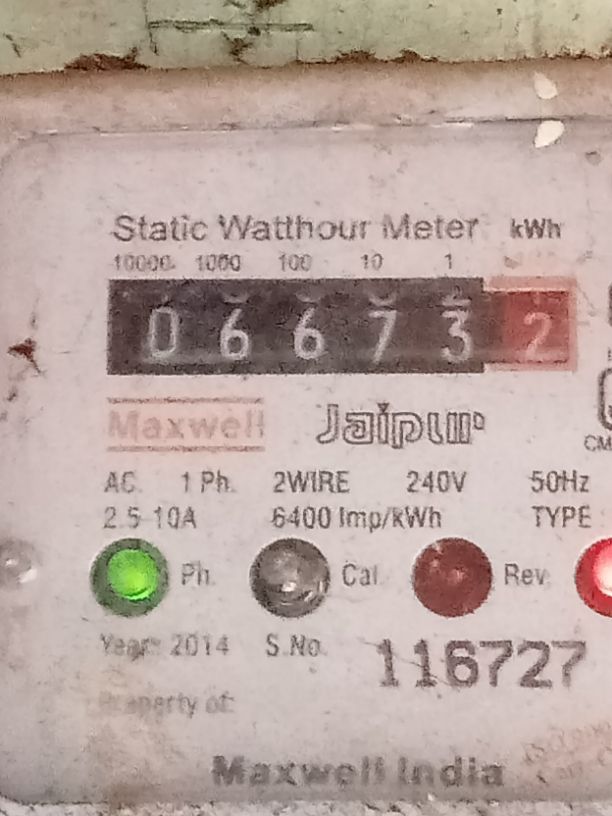 Static Watthour Meter kWh
10000 1000 100 10 1
0 6 6 7 3 2
Maxwell Jaipur
AC 1 Ph. 2WIRE 240V 50Hz
2.5-10A 6400 Imp/kWh TYPE
Ph. Cal. Rev.
Year: 2014 S.No. 116727
Property of:
Maxwell India